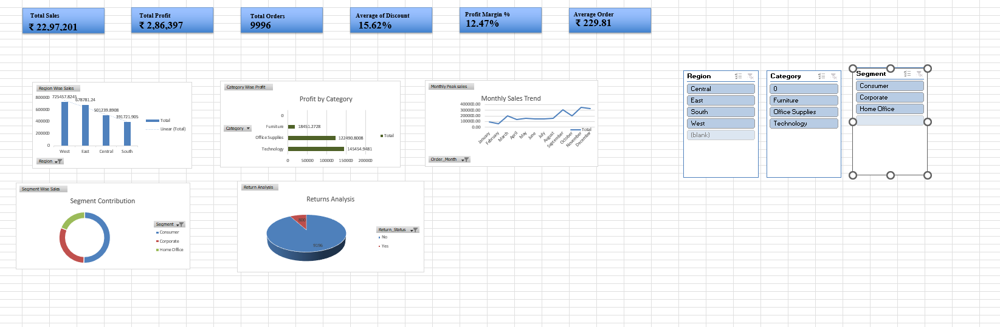 Total Sales
₹ 22,97,201
Total Profit
₹ 2,86,397
Total Orders
9996
Average of Discount
15.62%
Profit Margin %
12.47%
Average Order
₹ 229.81
Region Wise Sales
800000
600000
400000
200000
0
725457.8245
678781.24
501239.8908
391721.905
West
East
Central
South
Total
Linear (Total)
Region
Category Wise Profit
Profit by Category
Category
0
Furniture
Office Supplies
Technology
18451.2728
122490.8008
145454.9481
0
50000
100000
150000
200000
Total
Monthly Peak sales
Monthly Sales Trend
400000.00
300000.00
200000.00
100000.00
0.00
January
February
March
April
May
June
July
August
September
October
November
December
Total
Order_Month
Region
Central
East
South
West
(blank)
Category
0
Furniture
Office Supplies
Technology
Segment
Consumer
Corporate
Home Office
Segment Wise Sales
Segment Contribution
Segment
Consumer
Corporate
Home Office
Return Analysis
Returns Analysis
800
9196
Return_Status
No
Yes